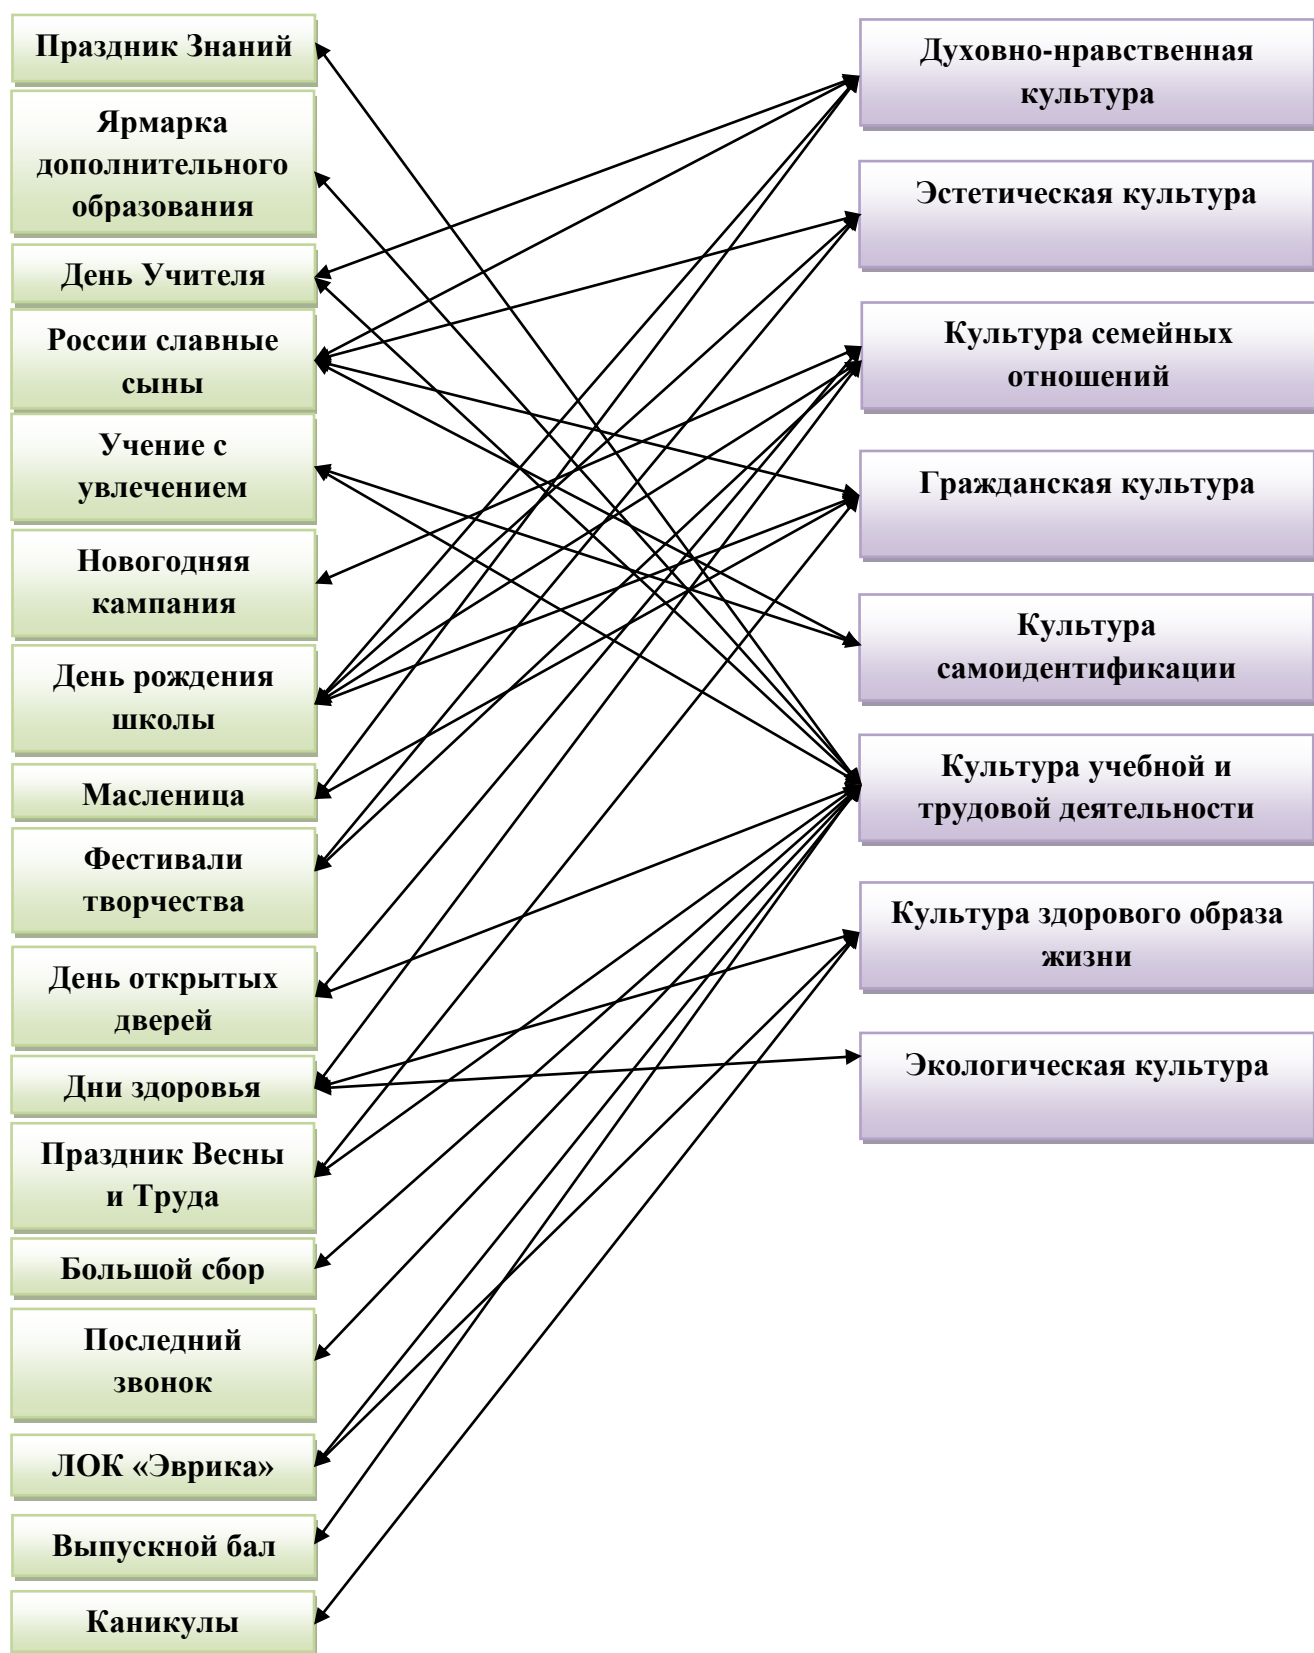 Праздник Знаний
Ярмарка
дополнительного
образования
День Учителя
России славные
сыны
Учение с
увлечением
Новогодняя
кампания
День рождения
школы
Масленица
Фестивали
творчества
День открытых
дверей
Дни здоровья
Праздник Весны
и Труда
Большой сбор
Последний
звонок
ЛОК «Эврика»
Выпускной бал
Каникулы
Духовно-нравственная
культура
Эстетическая культура
Культура семейных
отношений
Гражданская культура
Культура
самоидентификации
Культура учебной и
трудовой деятельности
Культура здорового образа
жизни
Экологическая культура